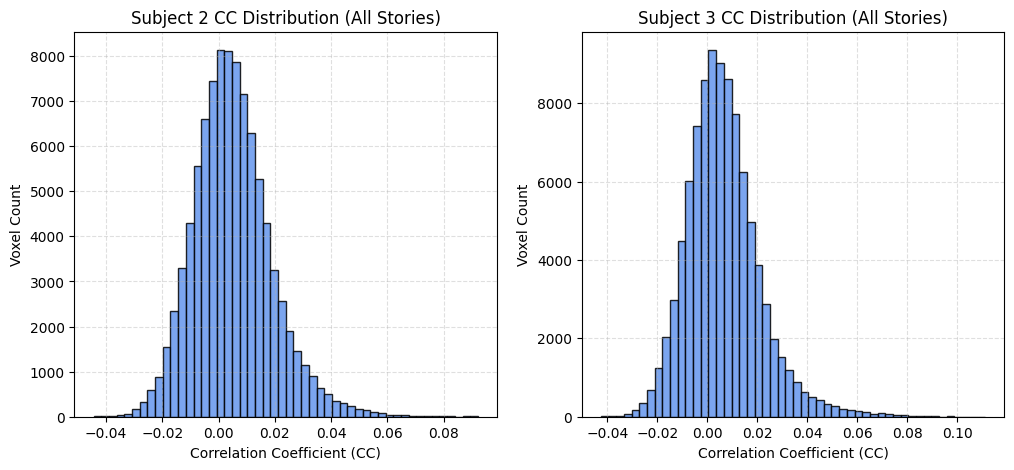 Subject 2 CC Distribution (All Stories)
Voxel Count
8000
7000
6000
5000
4000
3000
2000
1000
0
−0.04 −0.02 0.00 0.02 0.04 0.06 0.08
Correlation Coefficient (CC)
Subject 3 CC Distribution (All Stories)
Voxel Count
8000
6000
4000
2000
0
−0.04 −0.02 0.00 0.02 0.04 0.06 0.08 0.10
Correlation Coefficient (CC)